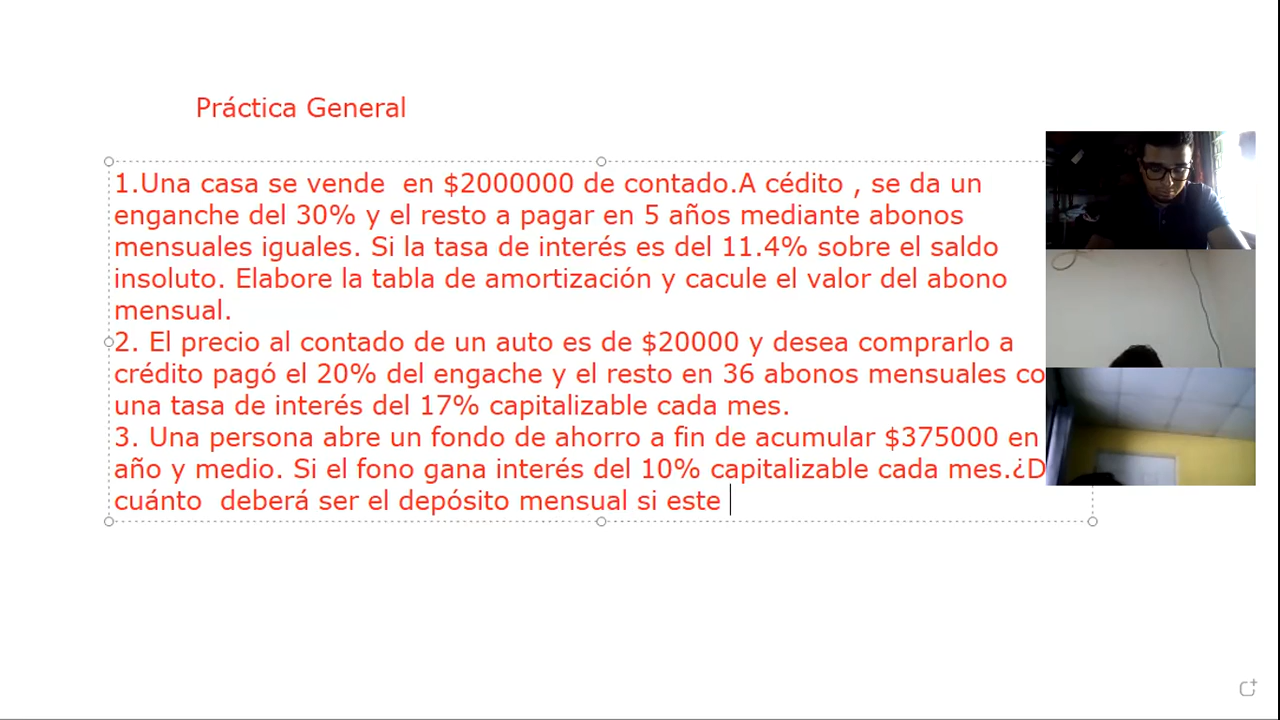 Práctica General
1.Una casa se vende  en $2000000 de contado.A cédito , se da un
enganche del 30% y el resto a pagar en 5 años mediante abonos
mensuales iguales. Si la tasa de interés es del 11.4% sobre el saldo
insoluto. Elabore la tabla de amortización y cacule el valor del abono
mensual.
2. El precio al contado de un auto es de $20000 y desea comprarlo a
crédito pagó el 20% del engache y el resto en 36 abonos mensuales co
una tasa de interés del 17% capitalizable cada mes.
3. Una persona abre un fondo de ahorro a fin de acumular $375000 en
año y medio. Si el fono gana interés del 10% capitalizable cada mes.¿D
cuánto  deberá ser el depósito mensual si este